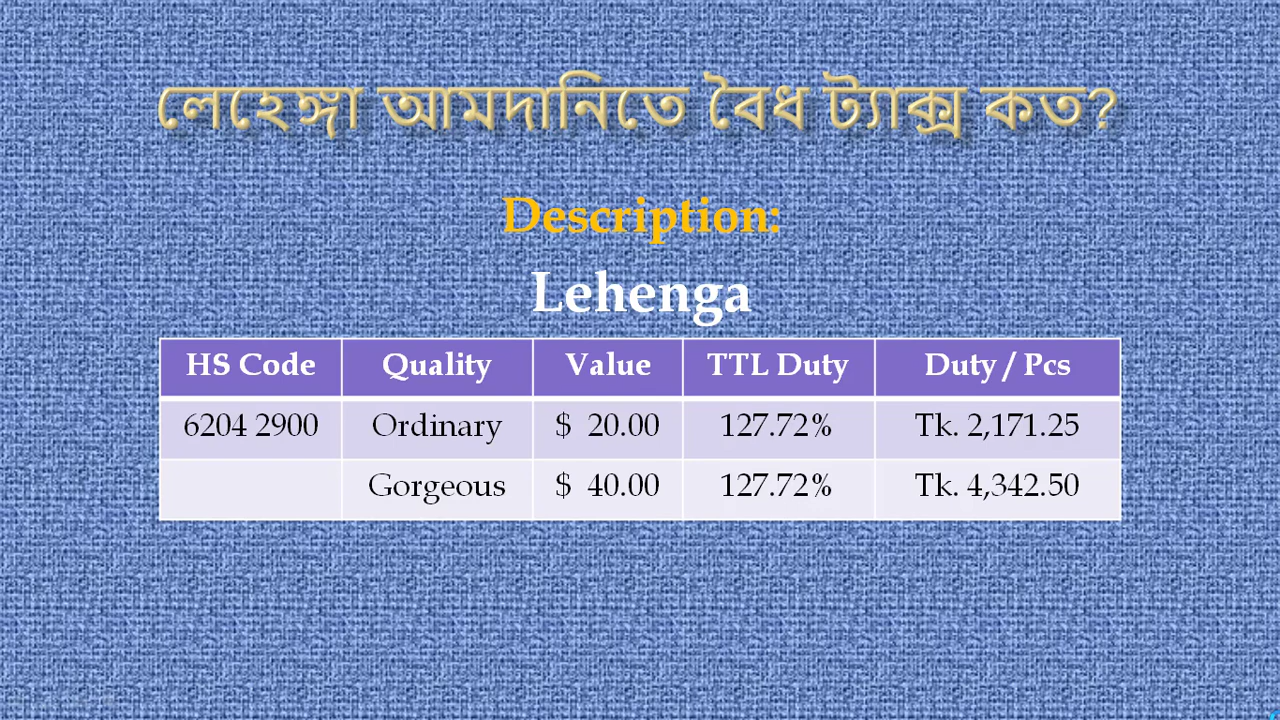 লেহেঙ্গা আমদানিতে বৈধ ট্যাক্স কত?
Description:
Lehenga
HS Code Quality Value TTL Duty Duty / Pcs
6204 2900 Ordinary $ 20.00 127.72% Tk. 2,171.25
Gorgeous $ 40.00 127.72% Tk. 4,342.50